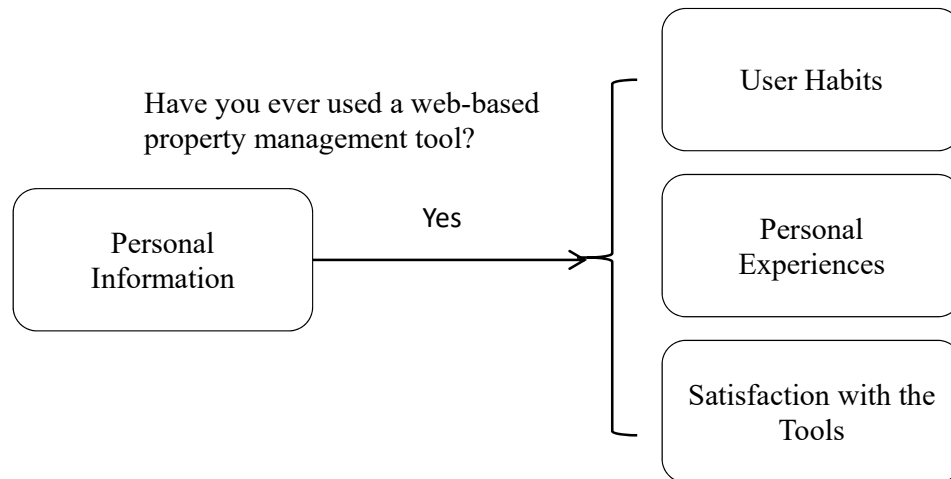 Have you ever used a web-based
property management tool?
Personal
Information
Yes
User Habits
Personal
Experiences
Satisfaction with the
Tools